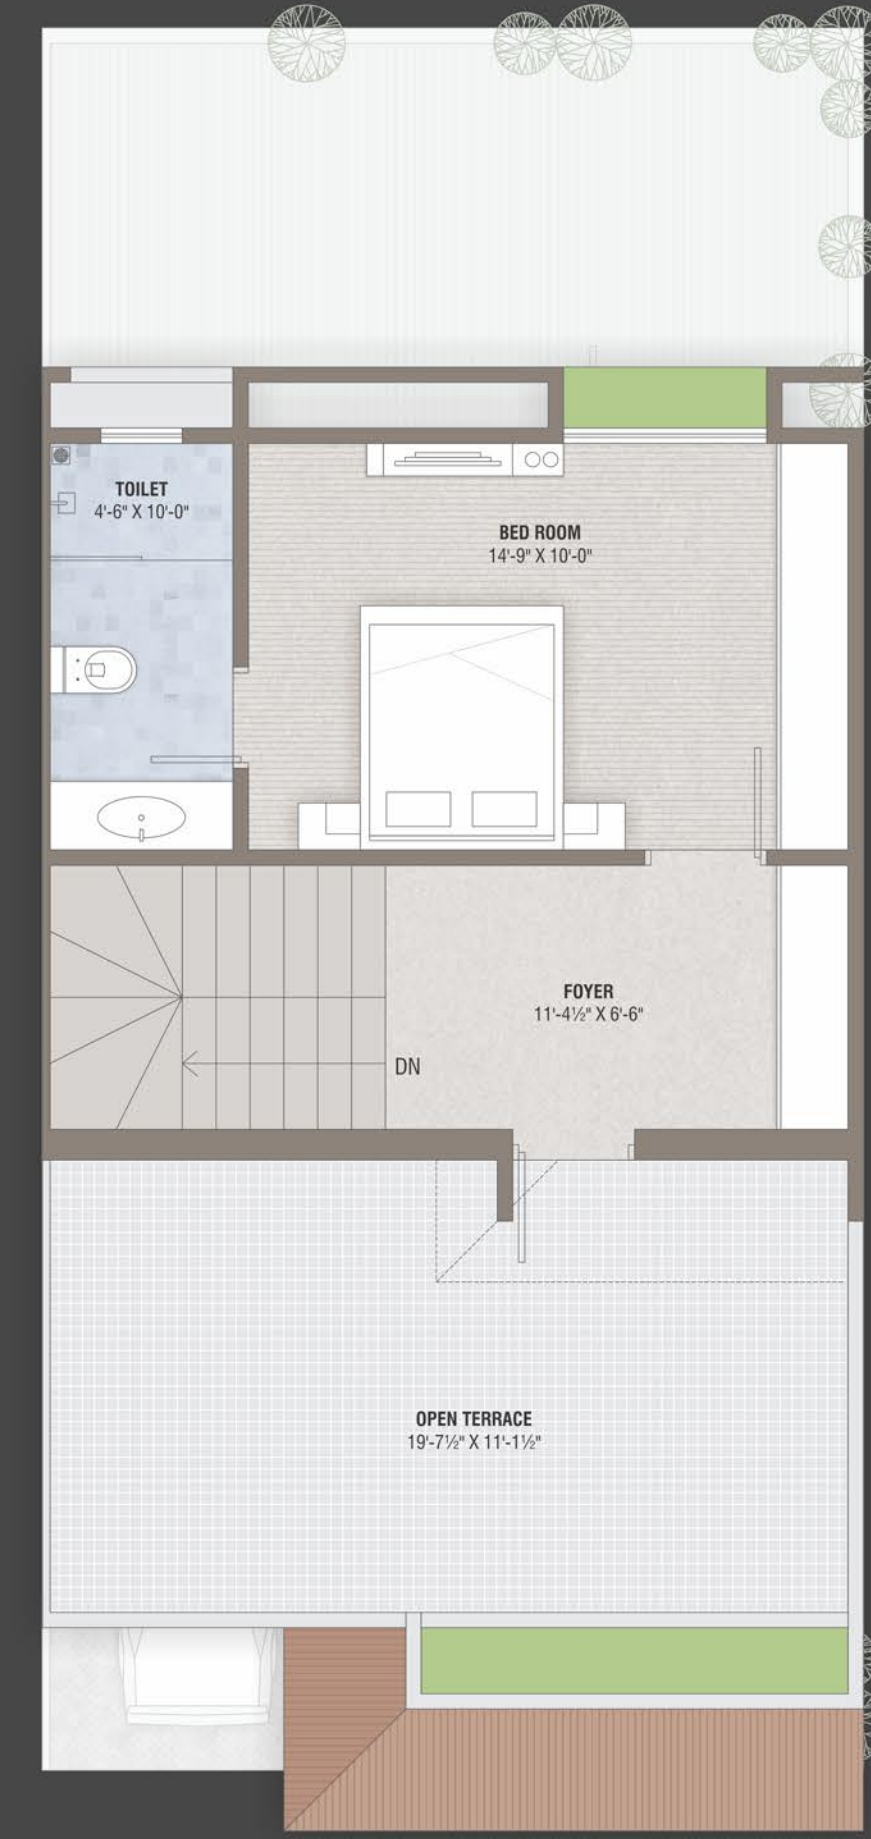 TOILET
4'-6" X 10'-0"
BED ROOM
14'-9" X 10'-0"
FOYER
11'-4½" X 6'-6"
DN
OPEN TERRACE
19'-7½" X 11'-1½"